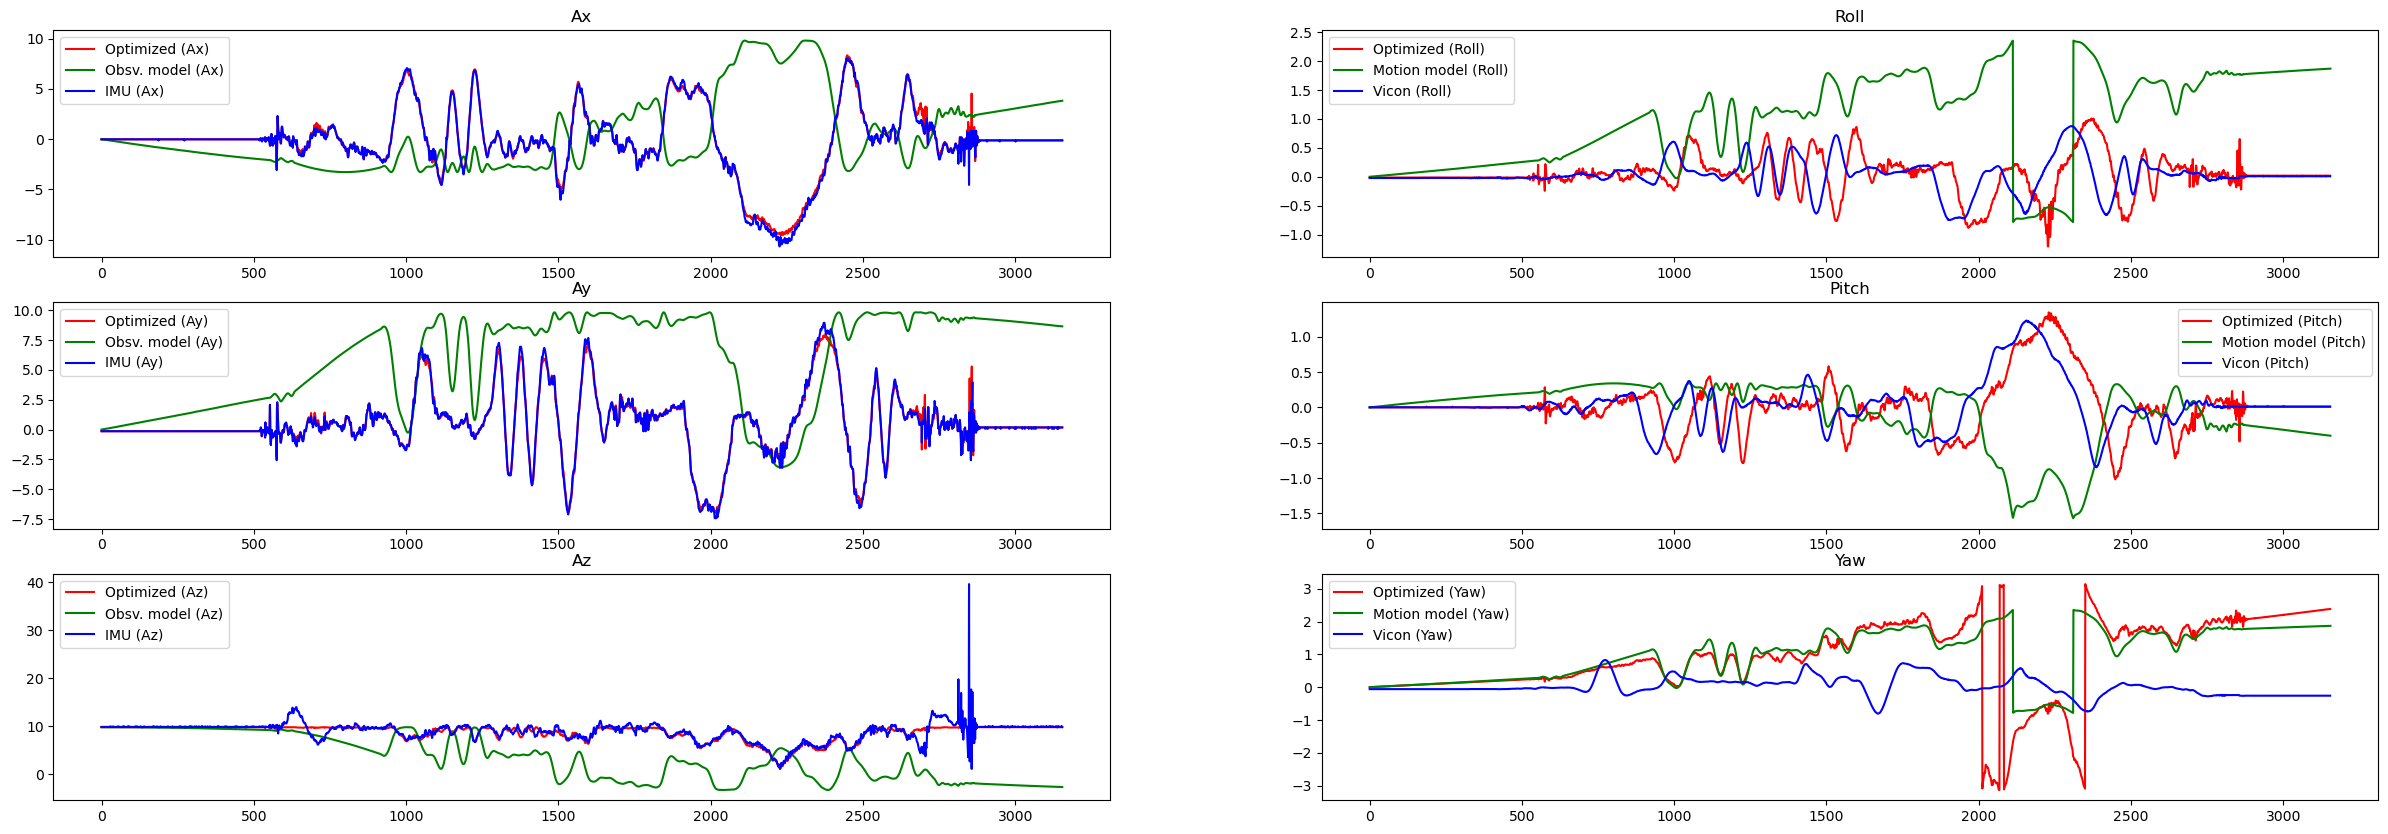 Ax
Optimized (Ax)
Obsv. model (Ax)
IMU (Ax)
10
5
0
−5
−10
0 500 1000 1500 2000 2500 3000
Ay
Optimized (Ay)
Obsv. model (Ay)
IMU (Ay)
10.0
7.5
5.0
2.5
0.0
−2.5
−5.0
−7.5
0 500 1000 1500 2000 2500 3000
Az
Optimized (Az)
Obsv. model (Az)
IMU (Az)
40
30
20
10
0
0 500 1000 1500 2000 2500 3000
Roll
Optimized (Roll)
Motion model (Roll)
Vicon (Roll)
2.5
2.0
1.5
1.0
0.5
0.0
−0.5
−1.0
0 500 1000 1500 2000 2500 3000
Pitch
Optimized (Pitch)
Motion model (Pitch)
Vicon (Pitch)
1.0
0.5
0.0
−0.5
−1.0
−1.5
0 500 1000 1500 2000 2500 3000
Yaw
Optimized (Yaw)
Motion model (Yaw)
Vicon (Yaw)
3
2
1
0
−1
−2
−3
0 500 1000 1500 2000 2500 3000